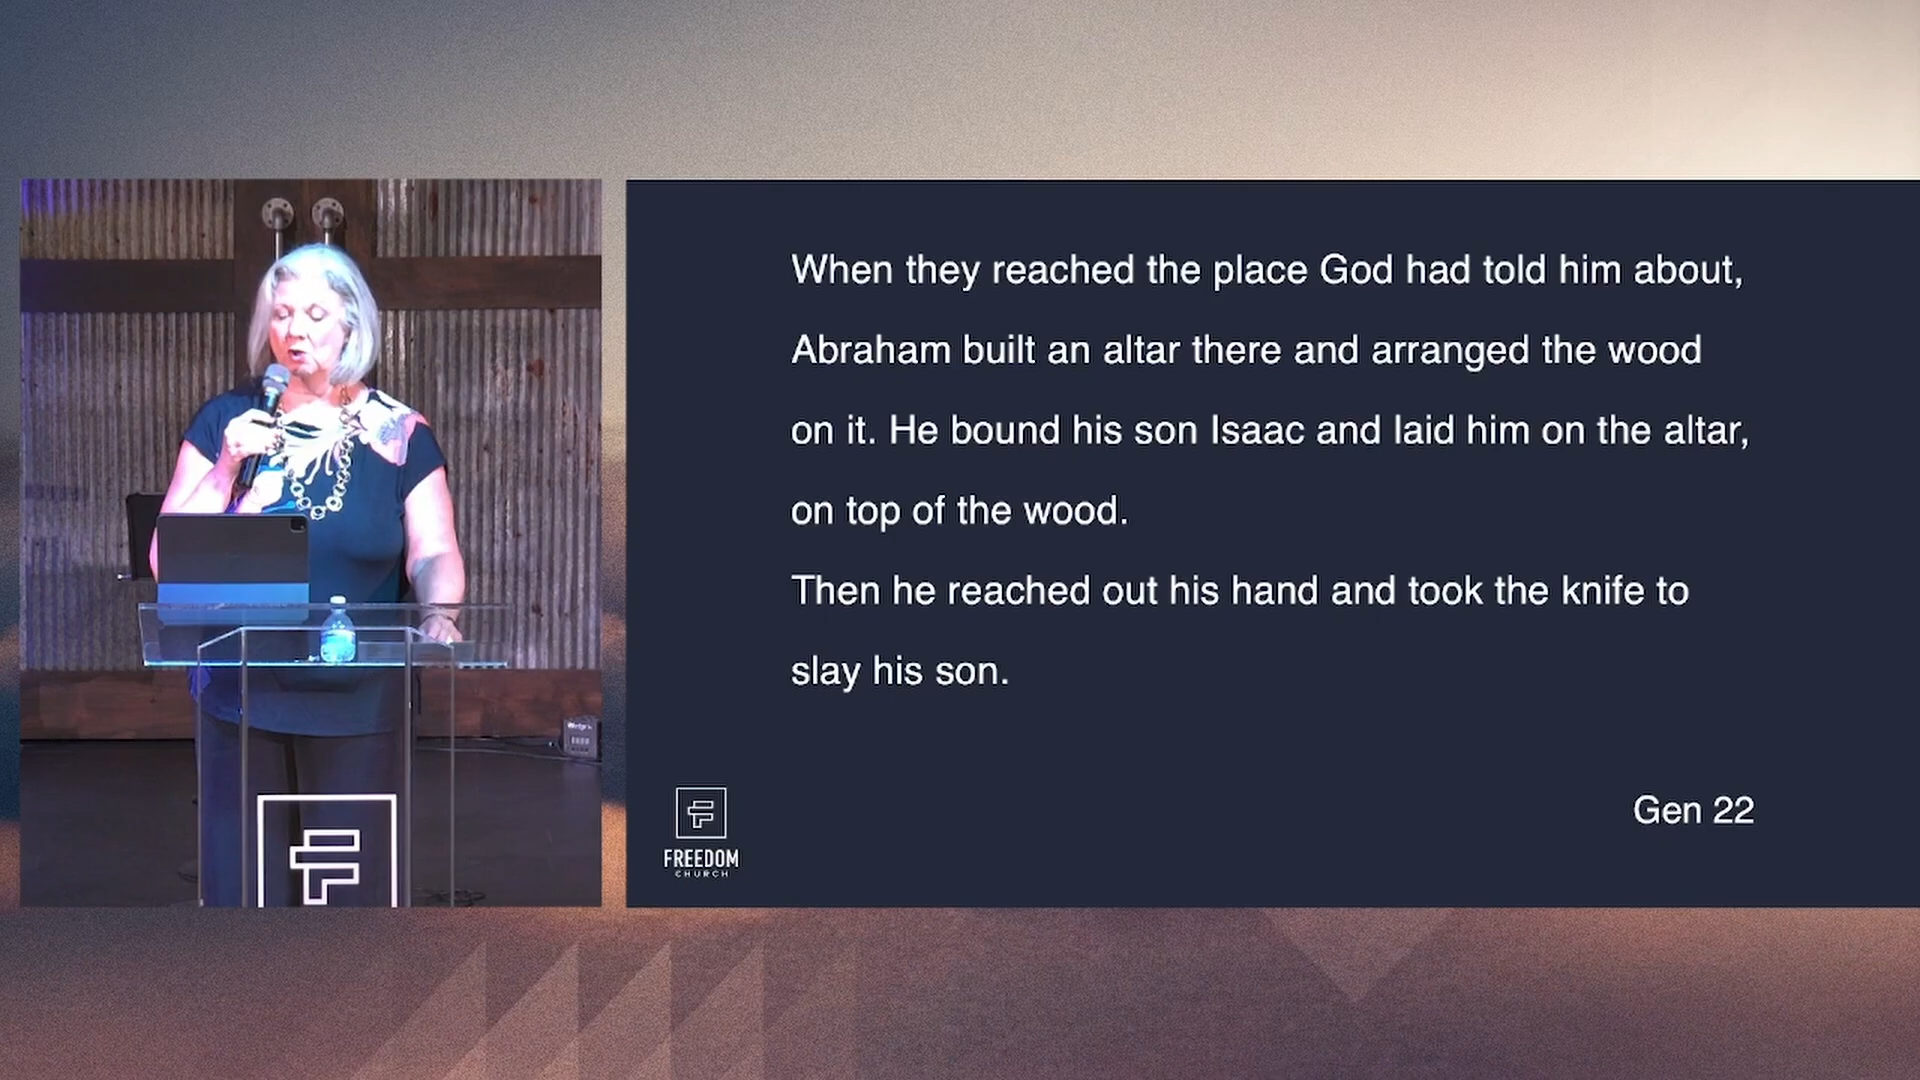 When they reached the place God had told him about,
Abraham built an altar there and arranged the wood
on it. He bound his son Isaac and laid him on the altar,
on top of the wood.
Then he reached out his hand and took the knife to
slay his son.
Gen 22
FREEDOM
CHURCH